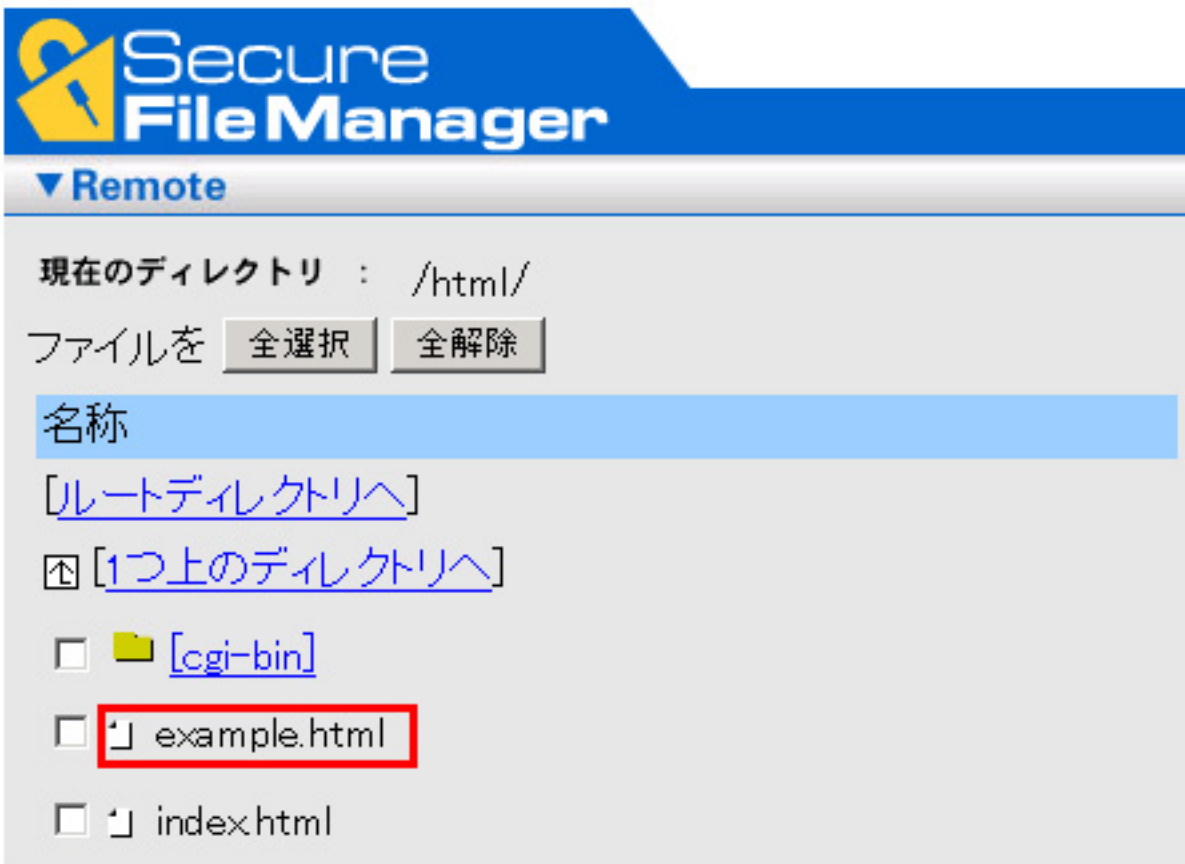 Secure
FileManager
▼Remote
現在のディレクトリ : /html/
ファイルを 全選択 全解除
名称
[ルートディレクトリへ]
[1つ上のディレクトリへ]
[cgi-bin]
example.html
index.html